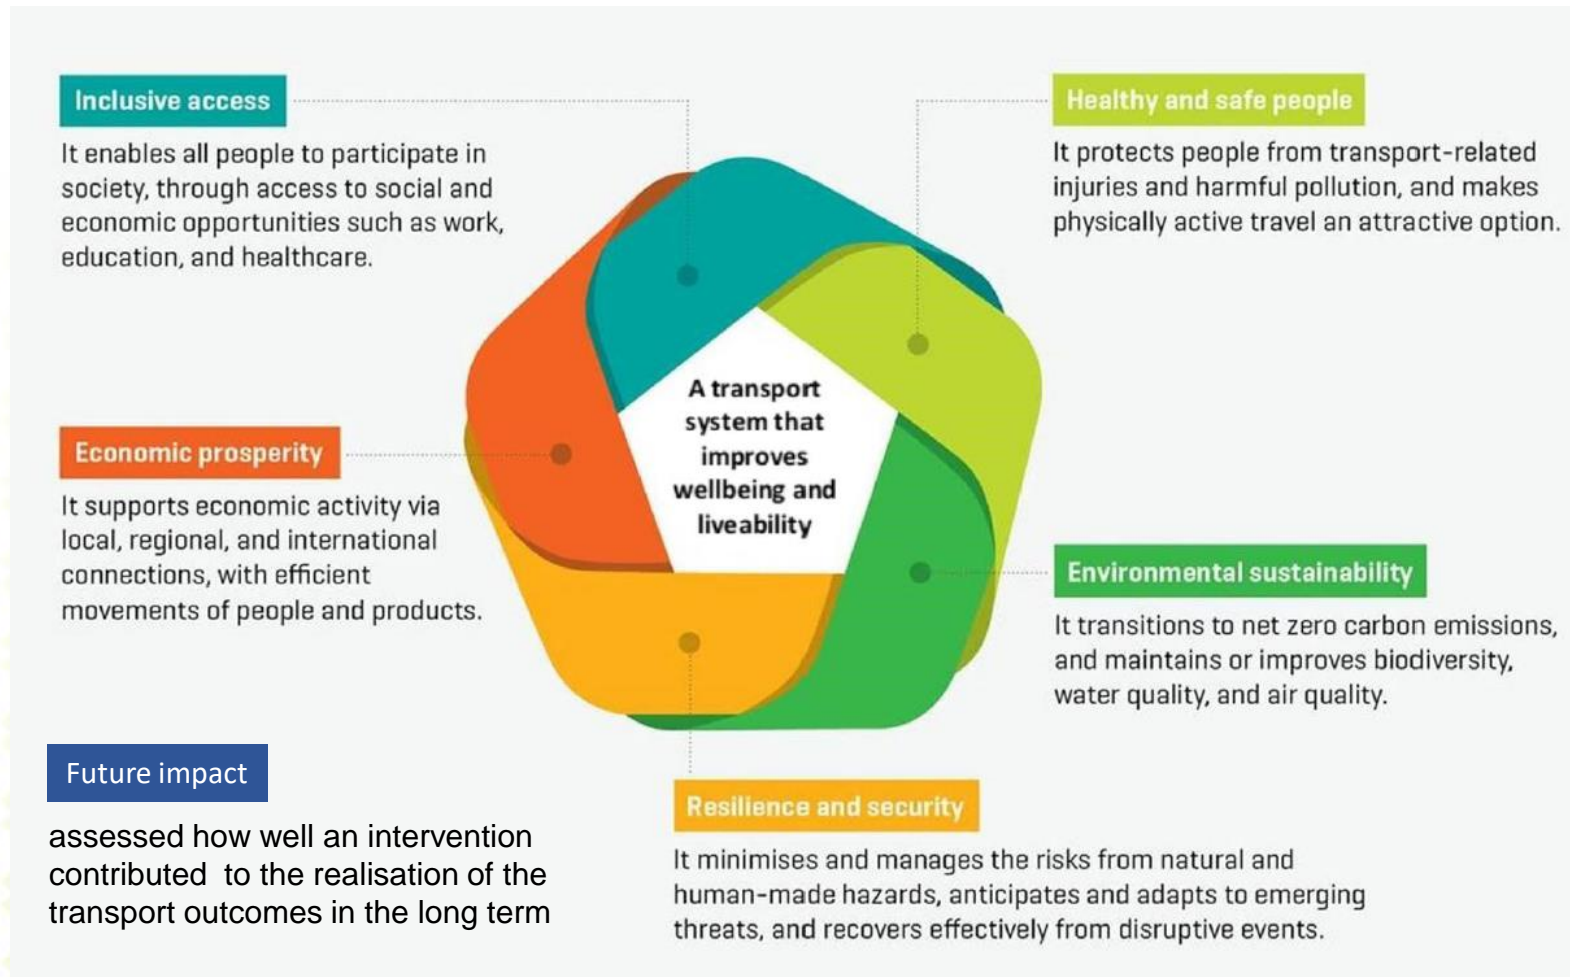 Inclusive access
It enables all people to participate in
society, through access to social and
economic opportunities such as work,
education, and healthcare.
Healthy and safe people
It protects people from transport-related
injuries and harmful pollution, and makes
physically active travel an attractive option.
A transport
system that
improves
wellbeing and
liveability
Economic prosperity
It supports economic activity via
local, regional, and international
connections, with efficient
movements of people and products.
Environmental sustainability
It transitions to net zero carbon emissions,
and maintains or improves biodiversity,
water quality, and air quality.
Future impact
assessed how well an intervention
contributed  to the realisation of the
transport outcomes in the long term
Resilience and security
It minimises and manages the risks from natural and
human-made hazards, anticipates and adapts to emerging
threats, and recovers effectively from disruptive events.